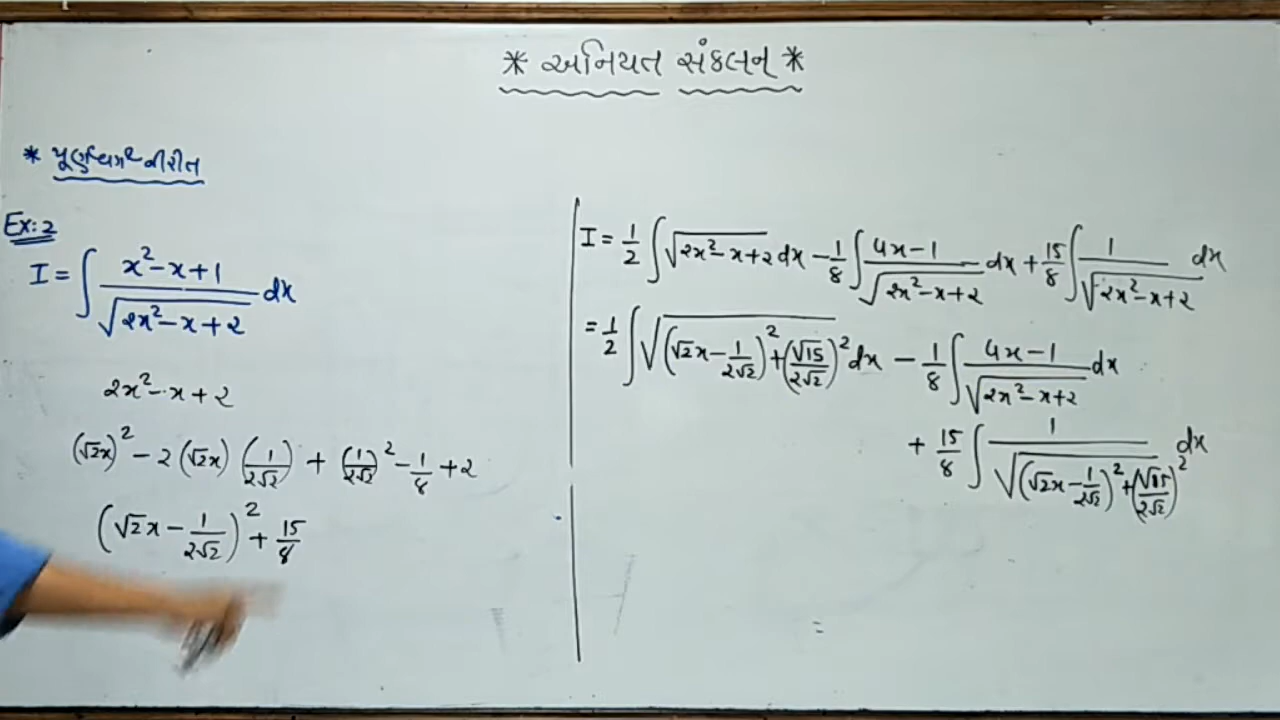 * અનિયત સંકલન *
* પૂર્ણવર્ગની રીત
Ex: 2
I = ∫ (x² - x + 1) / √(2x² - x + 2) dx
2x² - x + 2
(√2x)² - 2 (√2x) (1/2√2) + (1/2√2)² - 1/8 + 2
(√2x - 1/2√2)² + 15/8
I = 1/2 ∫ √(2x² - x + 2) dx - 1/8 ∫ (4x - 1) / √(2x² - x + 2) dx + 15/8 ∫ 1 / √(2x² - x + 2) dx
= 1/2 ∫ √((√2x - 1/2√2)² + (√15/2√2)²) dx - 1/8 ∫ (4x - 1) / √(2x² - x + 2) dx
+ 15/8 ∫ 1 / √((√2x - 1/2√2)² + (√15/2√2)²) dx
=